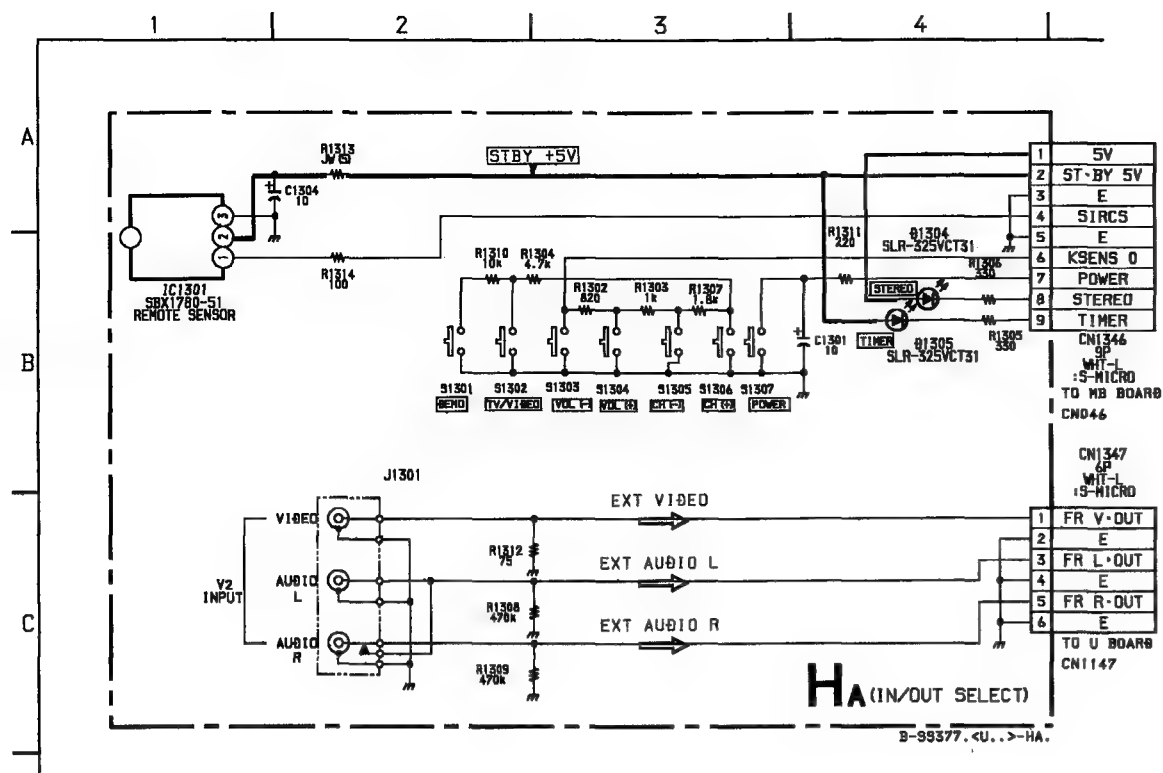 1 2 3 4
A
B
C
R1313
JW(5)
STBY +5V
C1304
10
3
2
1
IC1301
SBX1780-51
REMOTE SENSOR
R1314
100
R1310
10k
R1304
4.7k
R1302
820
R1303
1k
R1307
1.8k
R1311
220
D1304
SLR-325VCT31
R1306
330
STEREO
TIMER
D1305
SLR-325VCT31
R1305
330
C1301
10
S1301 S1302 S1303 S1304 S1305 S1306 S1307
DEMO TV/VIDEO VOL (-) VOL (+) CH (-) CH (+) POWER
1 5V
2 ST·BY 5V
3 E
4 SIRCS
5 E
6 KSENS 0
7 POWER
8 STEREO
9 TIMER
CN1346
9P
WHT-L
:S-MICRO
TO MB BOARD
CN046
CN1347
6P
WHT-L
:S-MICRO
1 FR V·OUT
2 E
3 FR L·OUT
4 E
5 FR R·OUT
6 E
TO U BOARD
CN1147
J1301
V2
INPUT
VIDEO
AUDIO
L
AUDIO
R
EXT VIDEO
R1312
75
EXT AUDIO L
R1308
470k
EXT AUDIO R
R1309
470k
HA (IN/OUT SELECT)
B-SS377.<U..>-HA.